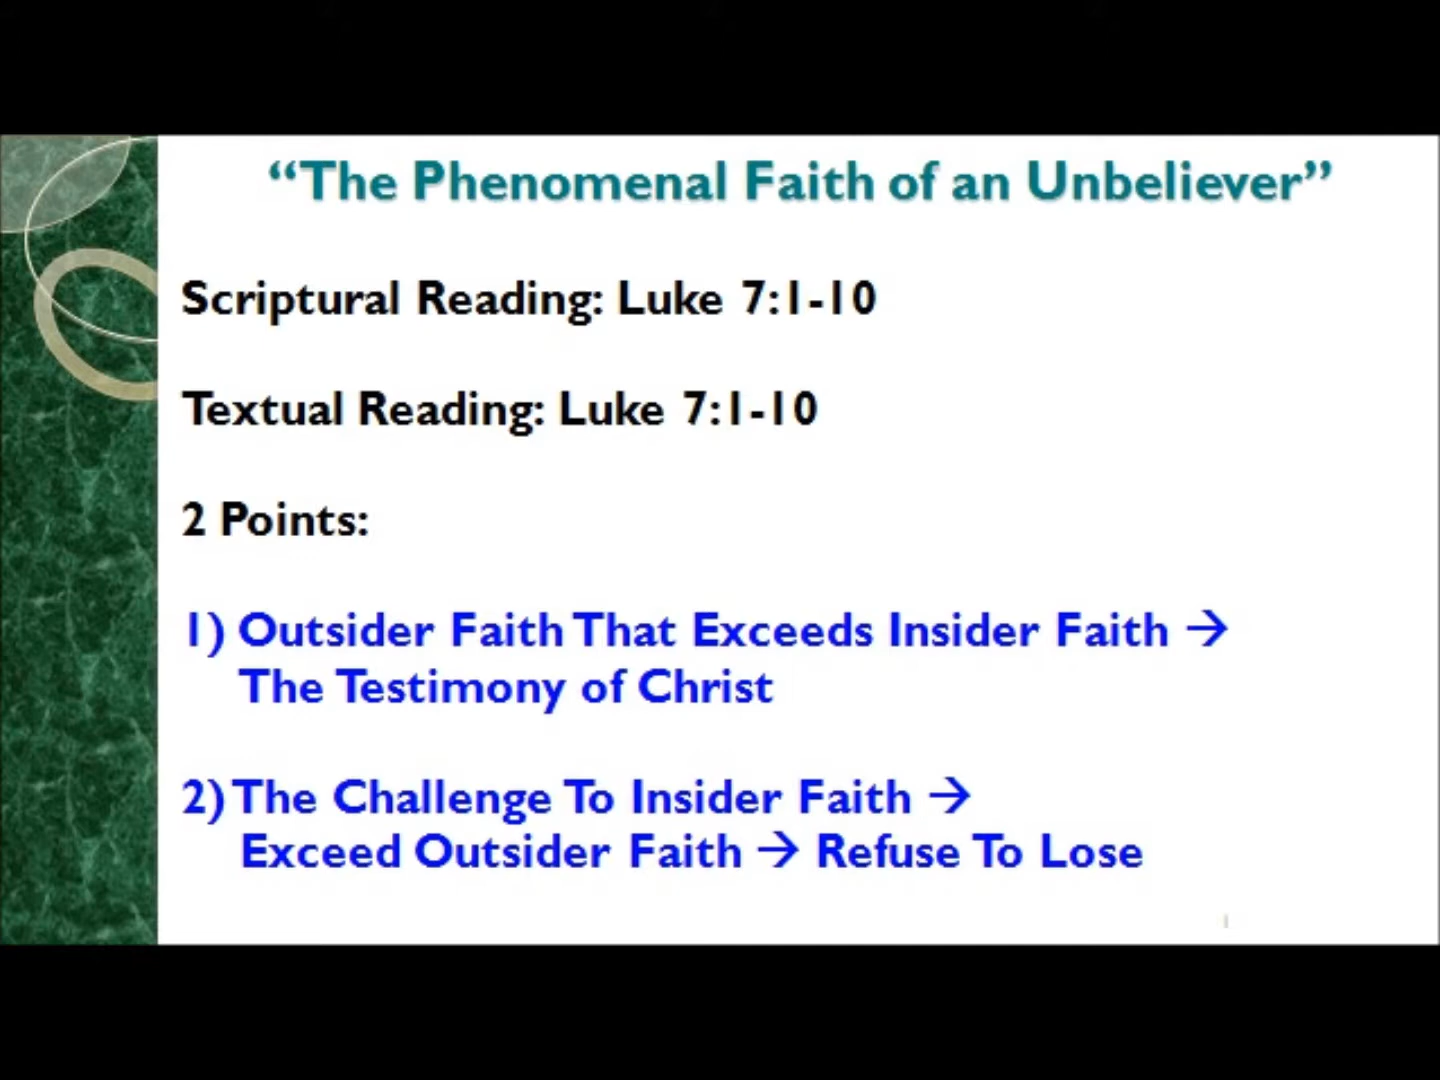 “The Phenomenal Faith of an Unbeliever”
Scriptural Reading: Luke 7:1-10
Textual Reading: Luke 7:1-10
2 Points:
1) Outsider Faith That Exceeds Insider Faith →
The Testimony of Christ
2) The Challenge To Insider Faith →
Exceed Outsider Faith → Refuse To Lose
1